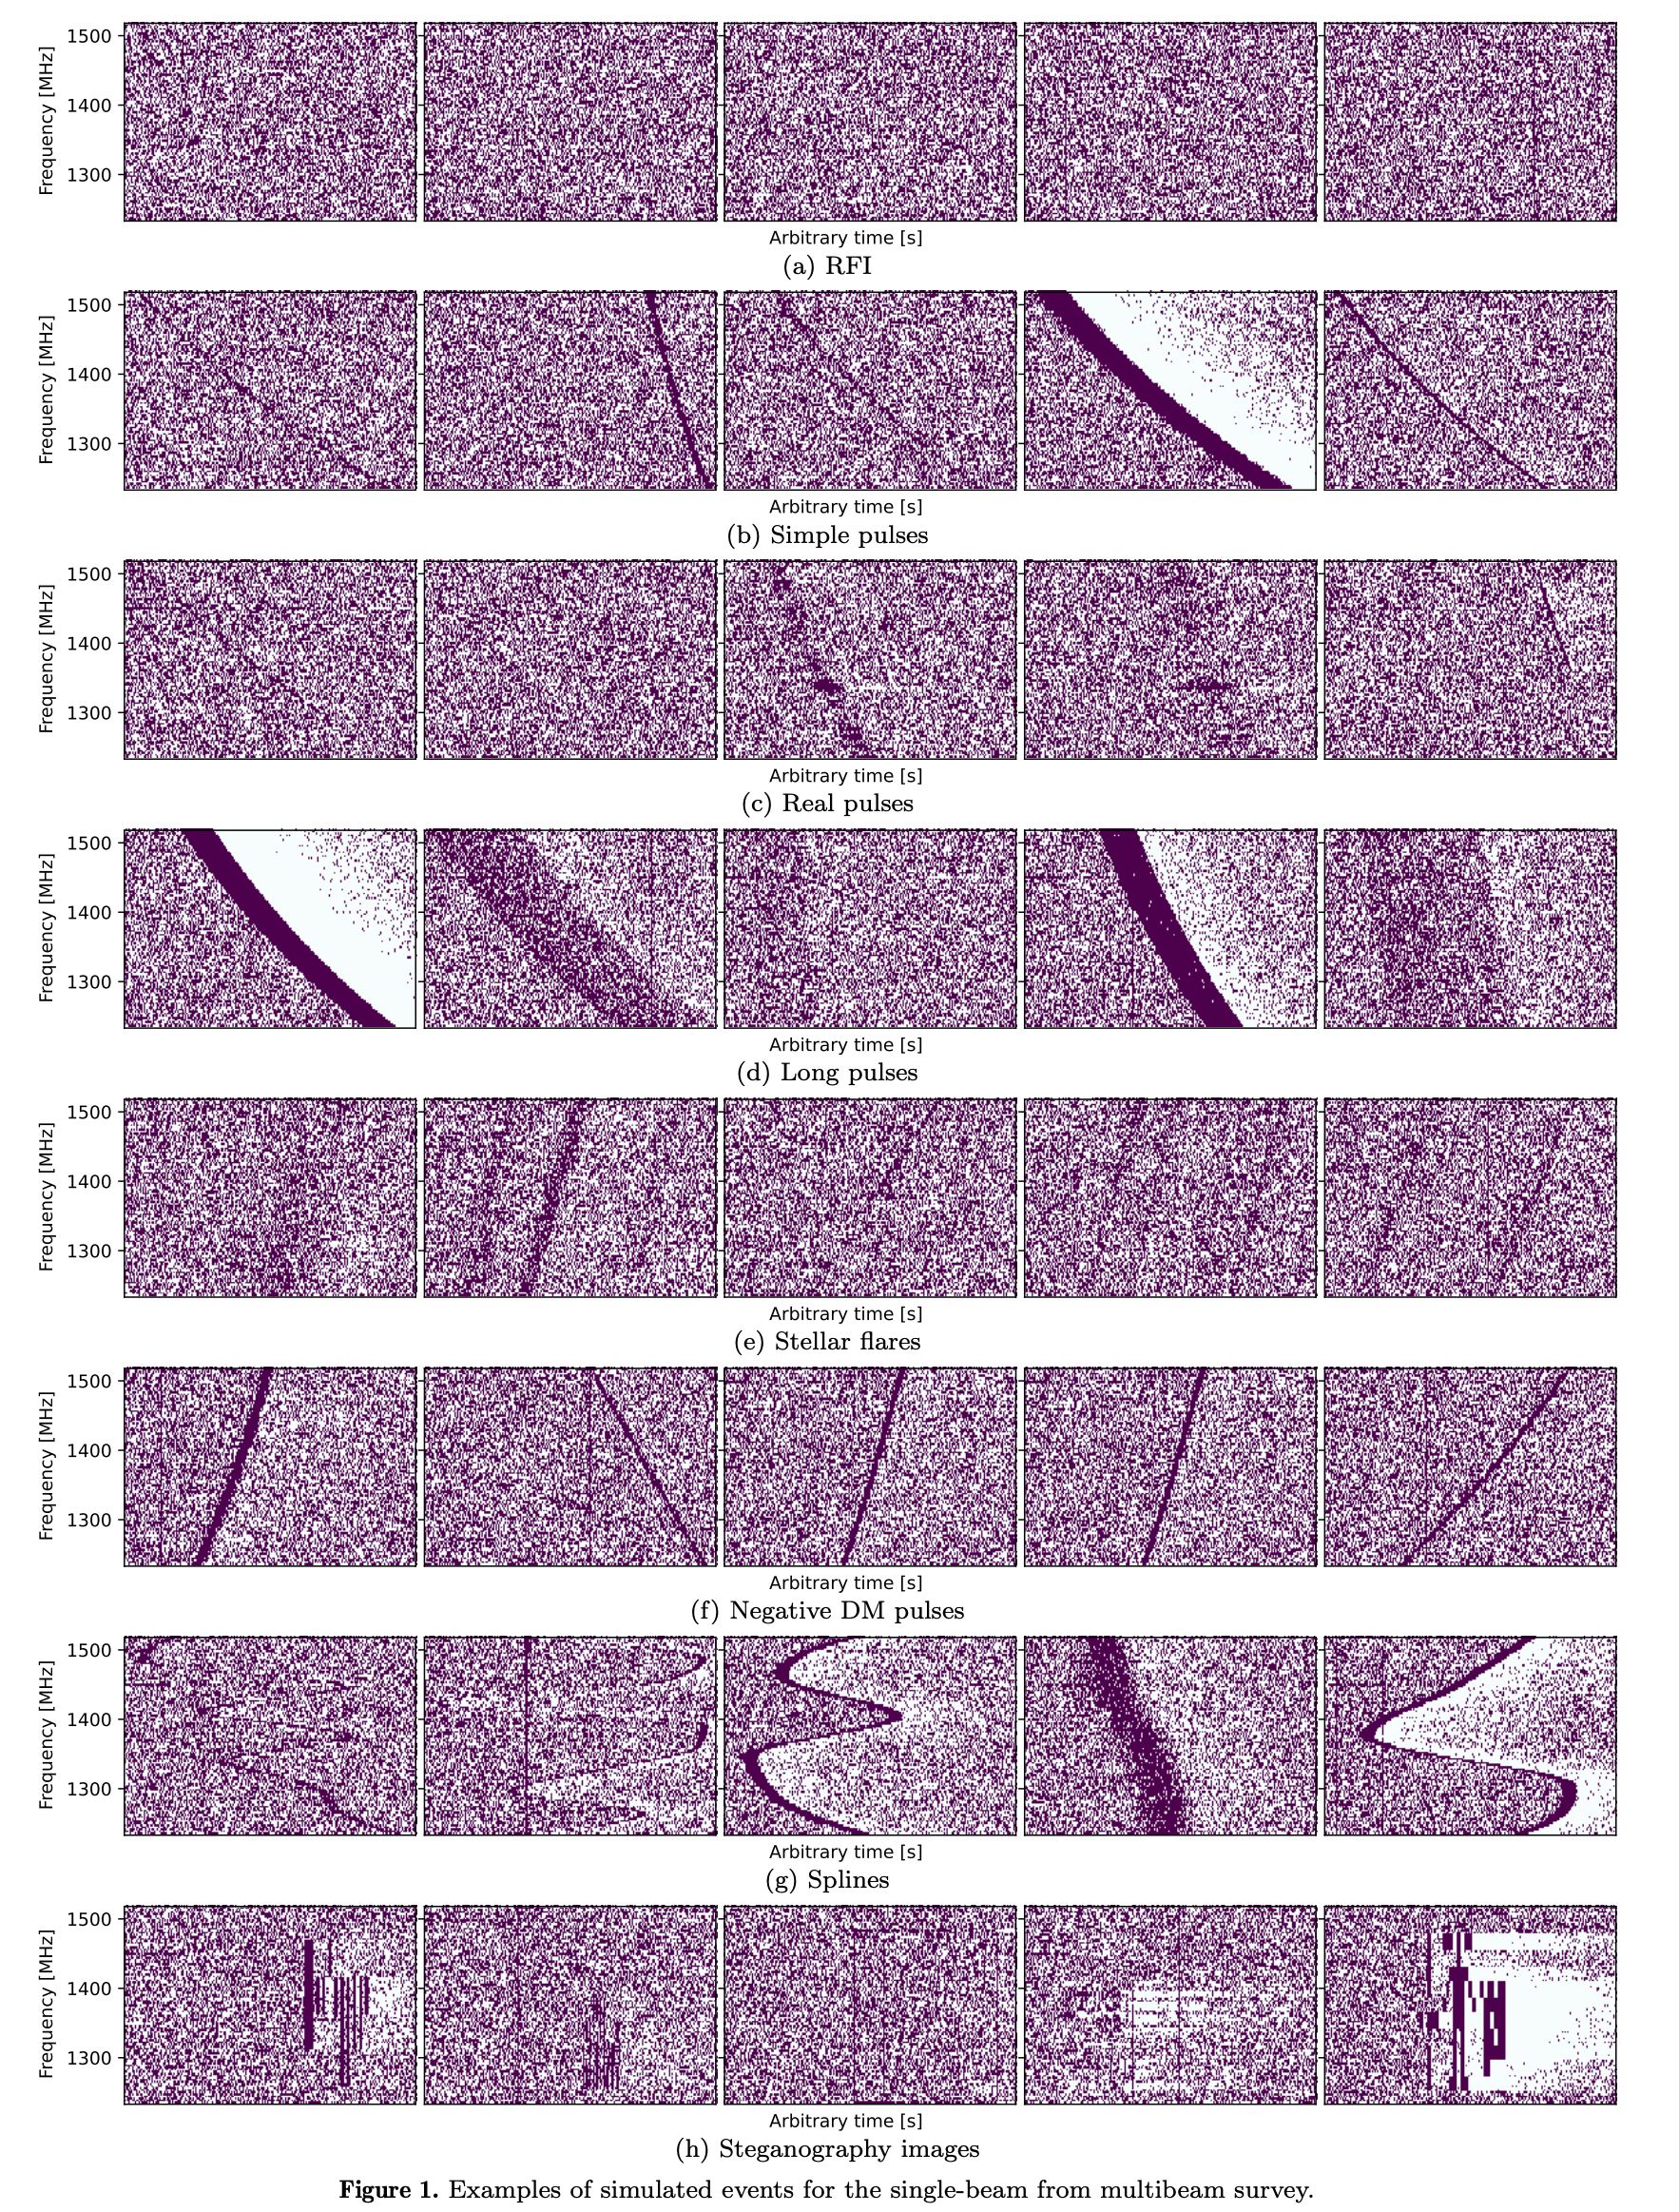 1500
1400
1300
Frequency [MHz]
Arbitrary time [s]
(a) RFI
1500
1400
1300
Frequency [MHz]
Arbitrary time [s]
(b) Simple pulses
1500
1400
1300
Frequency [MHz]
Arbitrary time [s]
(c) Real pulses
1500
1400
1300
Frequency [MHz]
Arbitrary time [s]
(d) Long pulses
1500
1400
1300
Frequency [MHz]
Arbitrary time [s]
(e) Stellar flares
1500
1400
1300
Frequency [MHz]
Arbitrary time [s]
(f) Negative DM pulses
1500
1400
1300
Frequency [MHz]
Arbitrary time [s]
(g) Splines
1500
1400
1300
Frequency [MHz]
Arbitrary time [s]
(h) Steganography images
Figure 1. Examples of simulated events for the single-beam from multibeam survey.